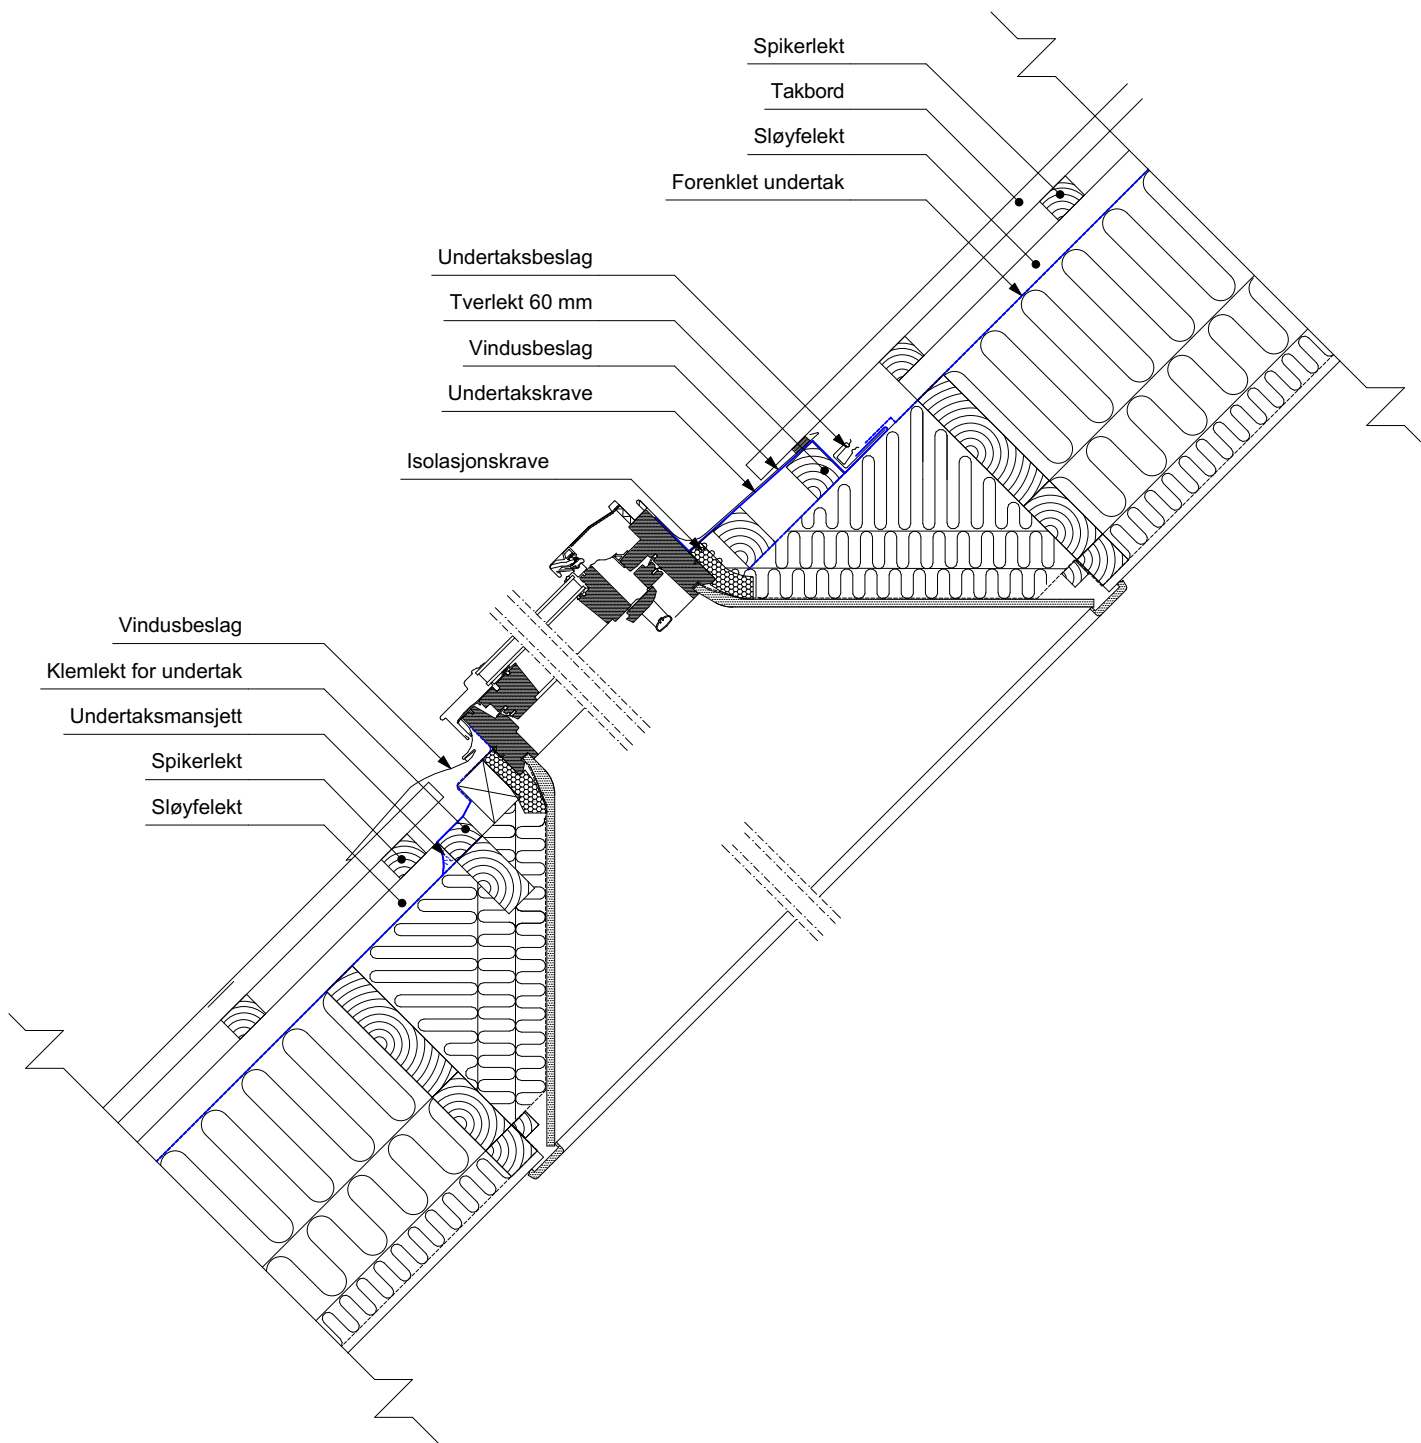 Spikerlekt
Takbord
Sløyfelekt
Forenklet undertak
Undertaksbeslag
Tverlekt 60 mm
Vindusbeslag
Undertakskrave
Isolasjonskrave
Vindusbeslag
Klemlekt for undertak
Undertaksmansjett
Spikerlekt
Sløyfelekt